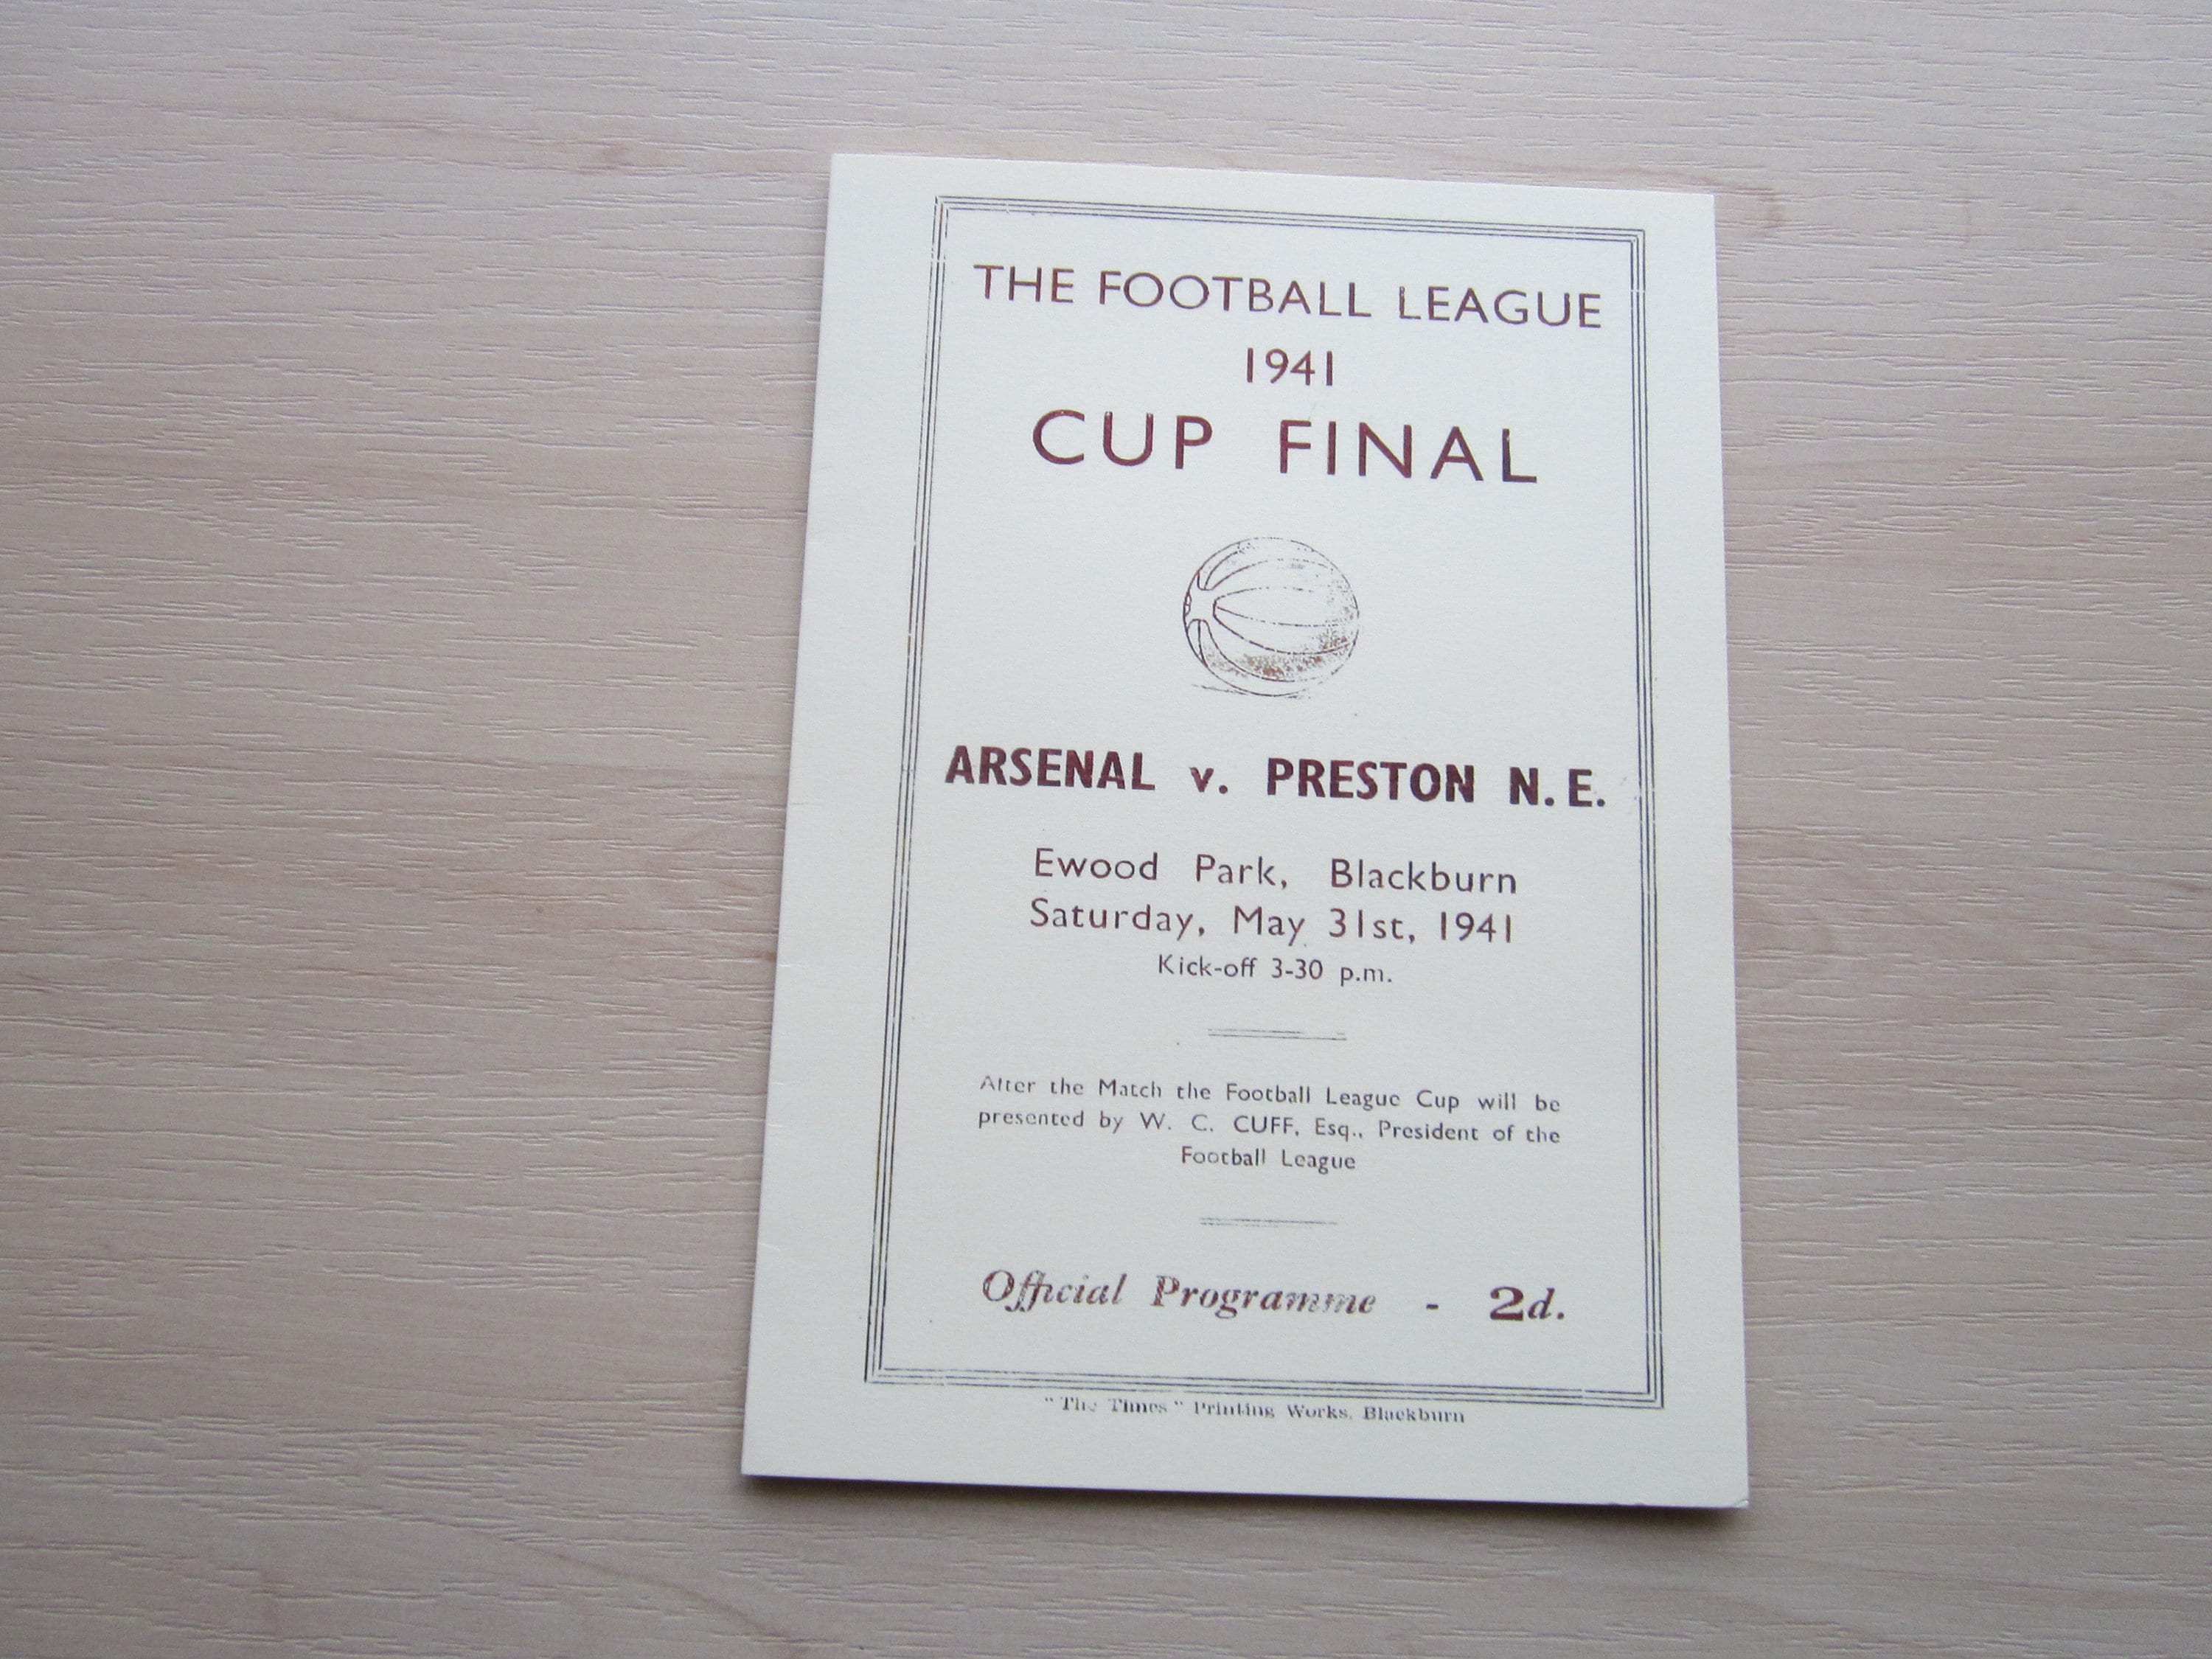 THE FOOTBALL LEAGUE
1941
CUP FINAL
ARSENAL v. PRESTON N.E.
Ewood Park, Blackburn
Saturday, May 31st, 1941
Kick-off 3-30 p.m.
After the Match the Football League Cup will be
presented by W. C. CUFF, Esq., President of the
Football League
Official Programme - 2d.
"The Times" Printing Works, Blackburn